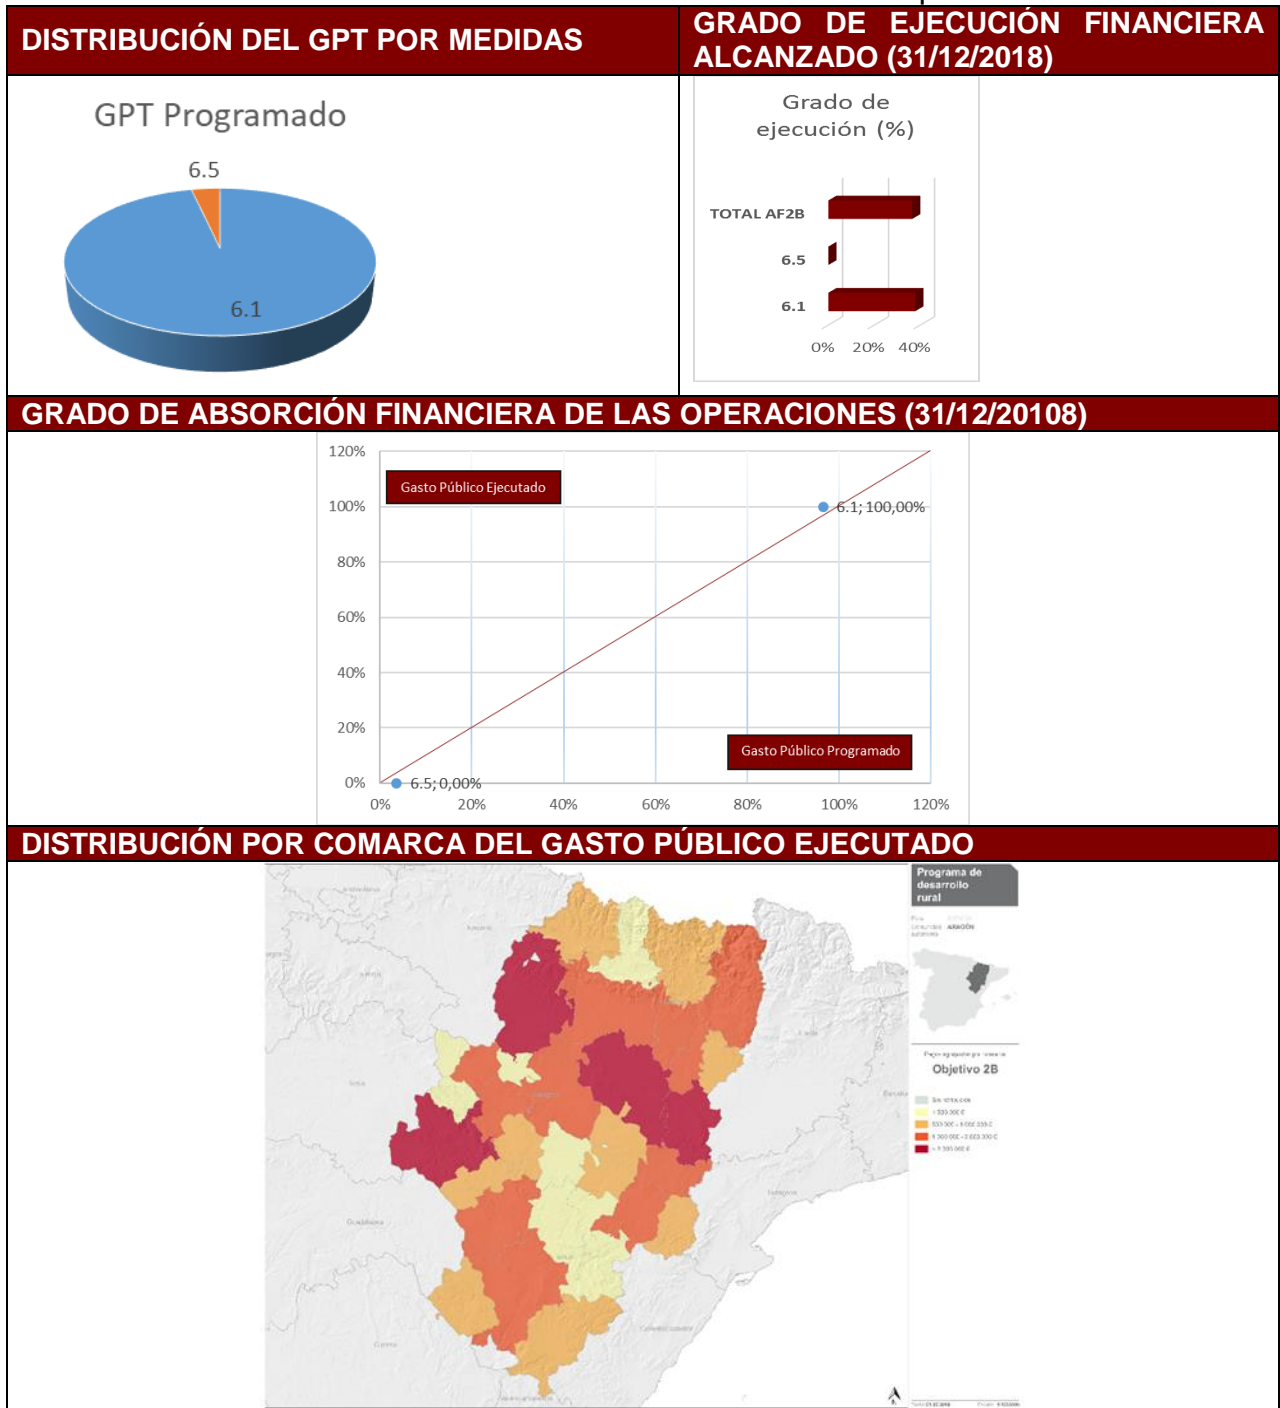 DISTRIBUCIÓN DEL GPT POR MEDIDAS
GRADO DE EJECUCIÓN FINANCIERA
ALCANZADO (31/12/2018)
GPT Programado
6.5
6.1
Grado de
ejecución (%)
TOTAL AF2B
6.5
6.1
0% 20% 40%
GRADO DE ABSORCIÓN FINANCIERA DE LAS OPERACIONES (31/12/20108)
120%
Gasto Público Ejecutado
100%
6.1; 100,00%
80%
60%
40%
20%
Gasto Público Programado
0%
6.5; 0,00%
0% 20% 40% 60% 80% 100% 120%
DISTRIBUCIÓN POR COMARCA DEL GASTO PÚBLICO EJECUTADO
Programa de
desarrollo
rural
ARAGÓN
Objetivo 2B